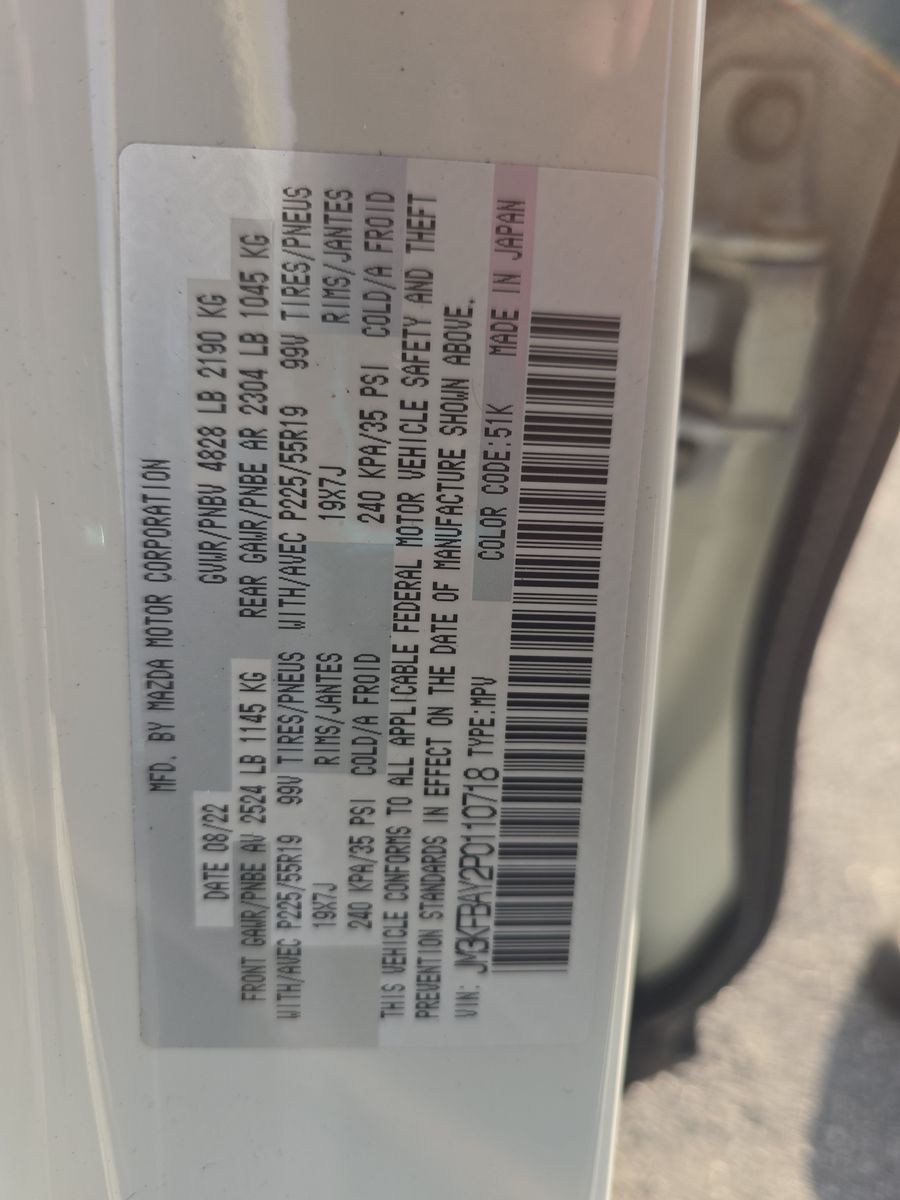 MFD. BY MAZDA MOTOR CORPORATION
DATE 08/22 GVWR/PNBV 4828 LB 2190 KG
FRONT GAWR/PNBE AV 2524 LB 1145 KG REAR GAWR/PNBE AR 2304 LB 1045 KG
WITH/AVEC P225/55R19 99V TIRES/PNEUS WITH/AVEC P225/55R19 99V TIRES/PNEUS
19X7J RIMS/JANTES 19X7J RIMS/JANTES
240 KPA/35 PSI COLD/A FROID 240 KPA/35 PSI COLD/A FROID
THIS VEHICLE CONFORMS TO ALL APPLICABLE FEDERAL MOTOR VEHICLE SAFETY AND THEFT
PREVENTION STANDARDS IN EFFECT ON THE DATE OF MANUFACTURE SHOWN ABOVE.
VIN: JM3KFBAY2P0110718 TYPE:MPV COLOR CODE:51K MADE IN JAPAN